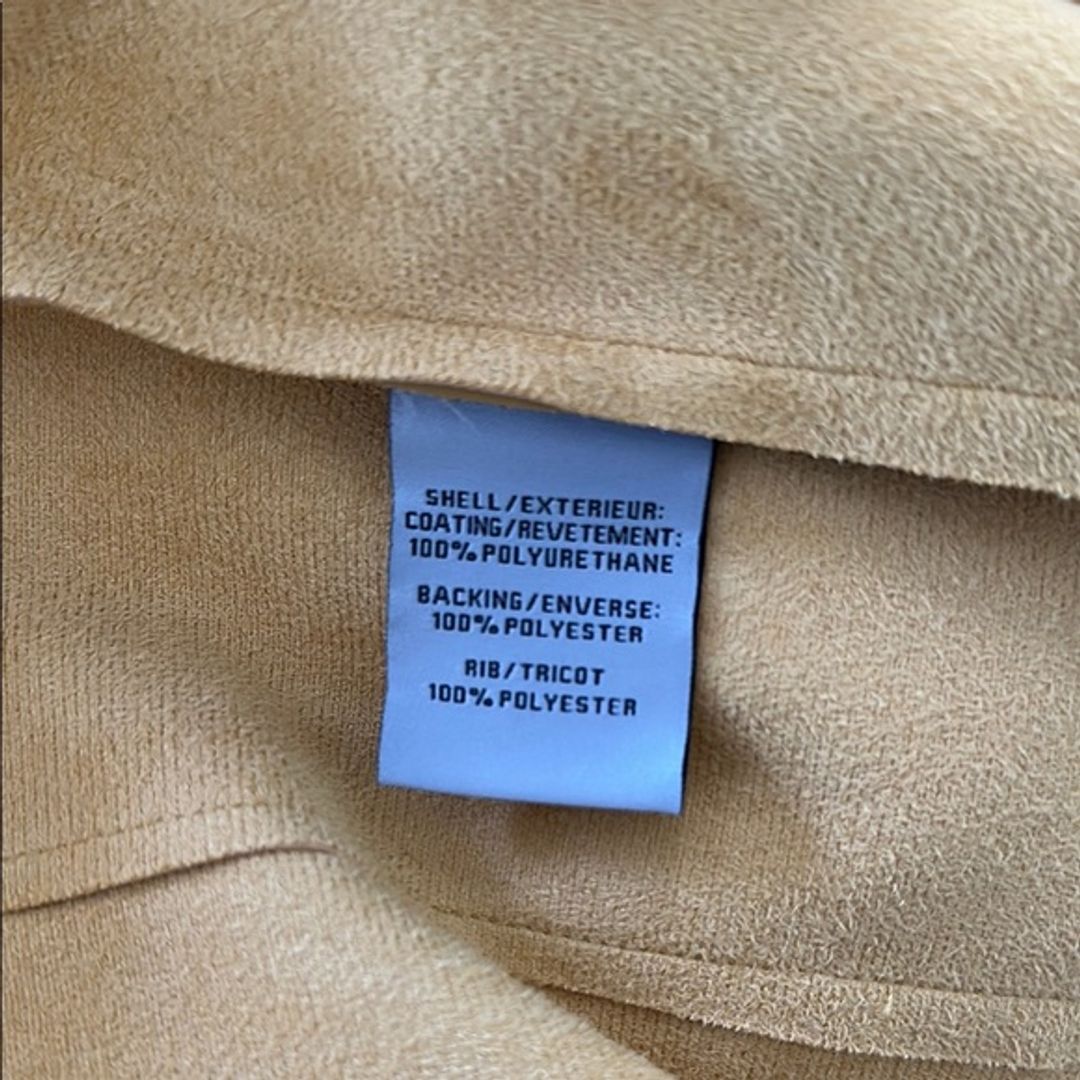 SHELL/EXTERIEUR:
COATING/REVETEMENT:
100% POLYURETHANE
BACKING/ENVERSE:
100% POLYESTER
RIB/TRICOT
100% POLYESTER